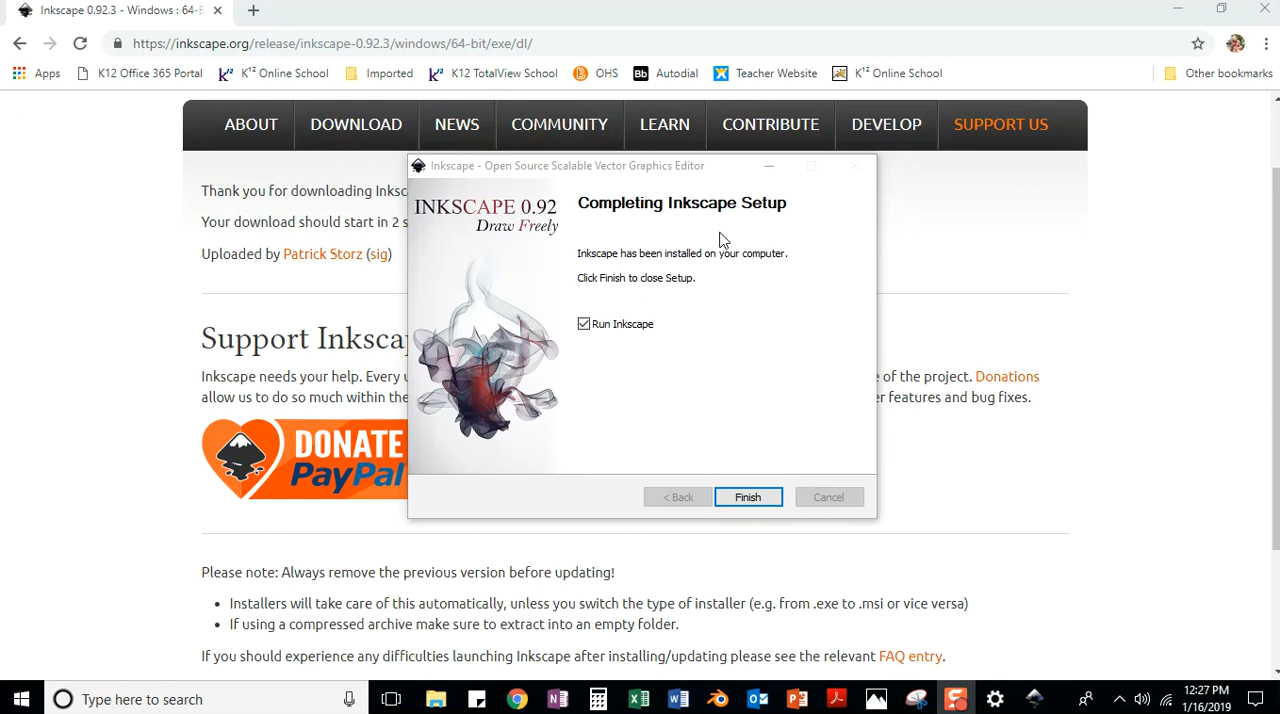 Inkscape 0.92.3 - Windows : 64-E
https://inkscape.org/release/inkscape-0.92.3/windows/64-bit/exe/dl/
Apps K12 Office 365 Portal K¹² Online School Imported K12 TotalView School OHS Bb Autodial Teacher Website K¹² Online School Other bookmarks
ABOUT DOWNLOAD NEWS COMMUNITY LEARN CONTRIBUTE DEVELOP SUPPORT US
Inkscape - Open Source Scalable Vector Graphics Editor
INKSCAPE 0.92
Draw Freely
Completing Inkscape Setup
Inkscape has been installed on your computer.
Click Finish to close Setup.
Run Inkscape
< Back Finish Cancel
Thank you for downloading Inksc
Your download should start in 2 s
Uploaded by Patrick Storz (sig)
Support Inkscap
Inkscape needs your help. Every u e of the project. Donations
allow us to do so much within the er features and bug fixes.
DONATE
PayPal
Please note: Always remove the previous version before updating!
• Installers will take care of this automatically, unless you switch the type of installer (e.g. from .exe to .msi or vice versa)
• If using a compressed archive make sure to extract into an empty folder.
If you should experience any difficulties launching Inkscape after installing/updating please see the relevant FAQ entry.
Type here to search
12:27 PM
1/16/2019